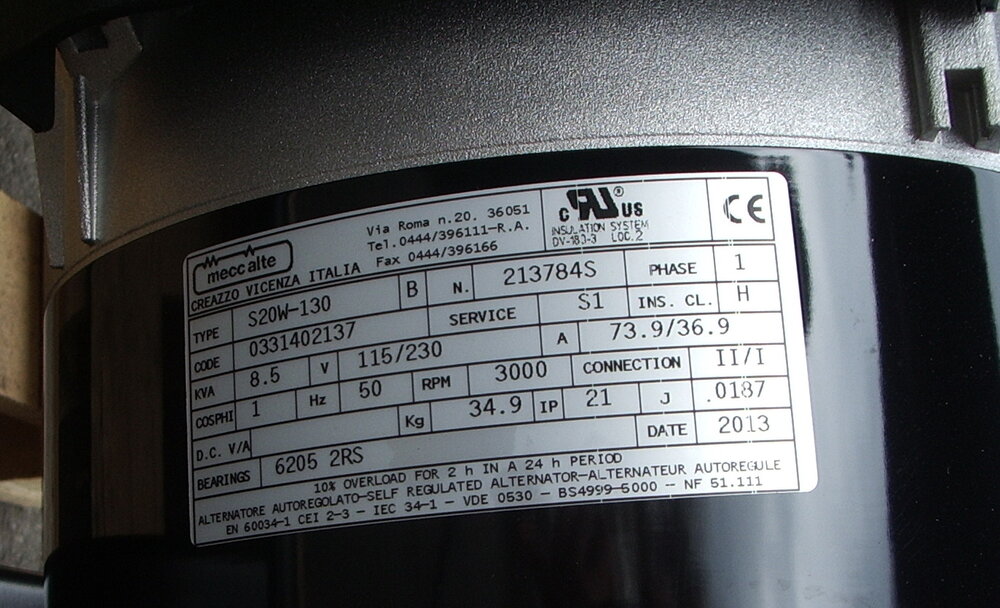 mecc alte
Via Roma n.20. 36051
Tel.0444/396111-R.A.
CREAZZO VICENZA ITALIA Fax 0444/396166
c RU ® US
INSULATION SYSTEM
DV-183-3 LOC.2
CE
TYPE S20W-130 B N. 213784S PHASE 1
CODE 0331402137 SERVICE S1 INS. CL. H
KVA 8.5 V 115/230 A 73.9/36.9
COSPHI 1 Hz 50 RPM 3000 CONNECTION II/I
D.C. V/A Kg 34.9 IP 21 J .0187
BEARINGS 6205 2RS DATE 2013
10% OVERLOAD FOR 2 h IN A 24 h PERIOD
ALTERNATORE AUTOREGOLATO-SELF REGULATED ALTERNATOR-ALTERNATEUR AUTOREGULE
EN 60034-1 CEI 2-3 - IEC 34-1 - VDE 0530 - BS4999-5000 - NF 51.111